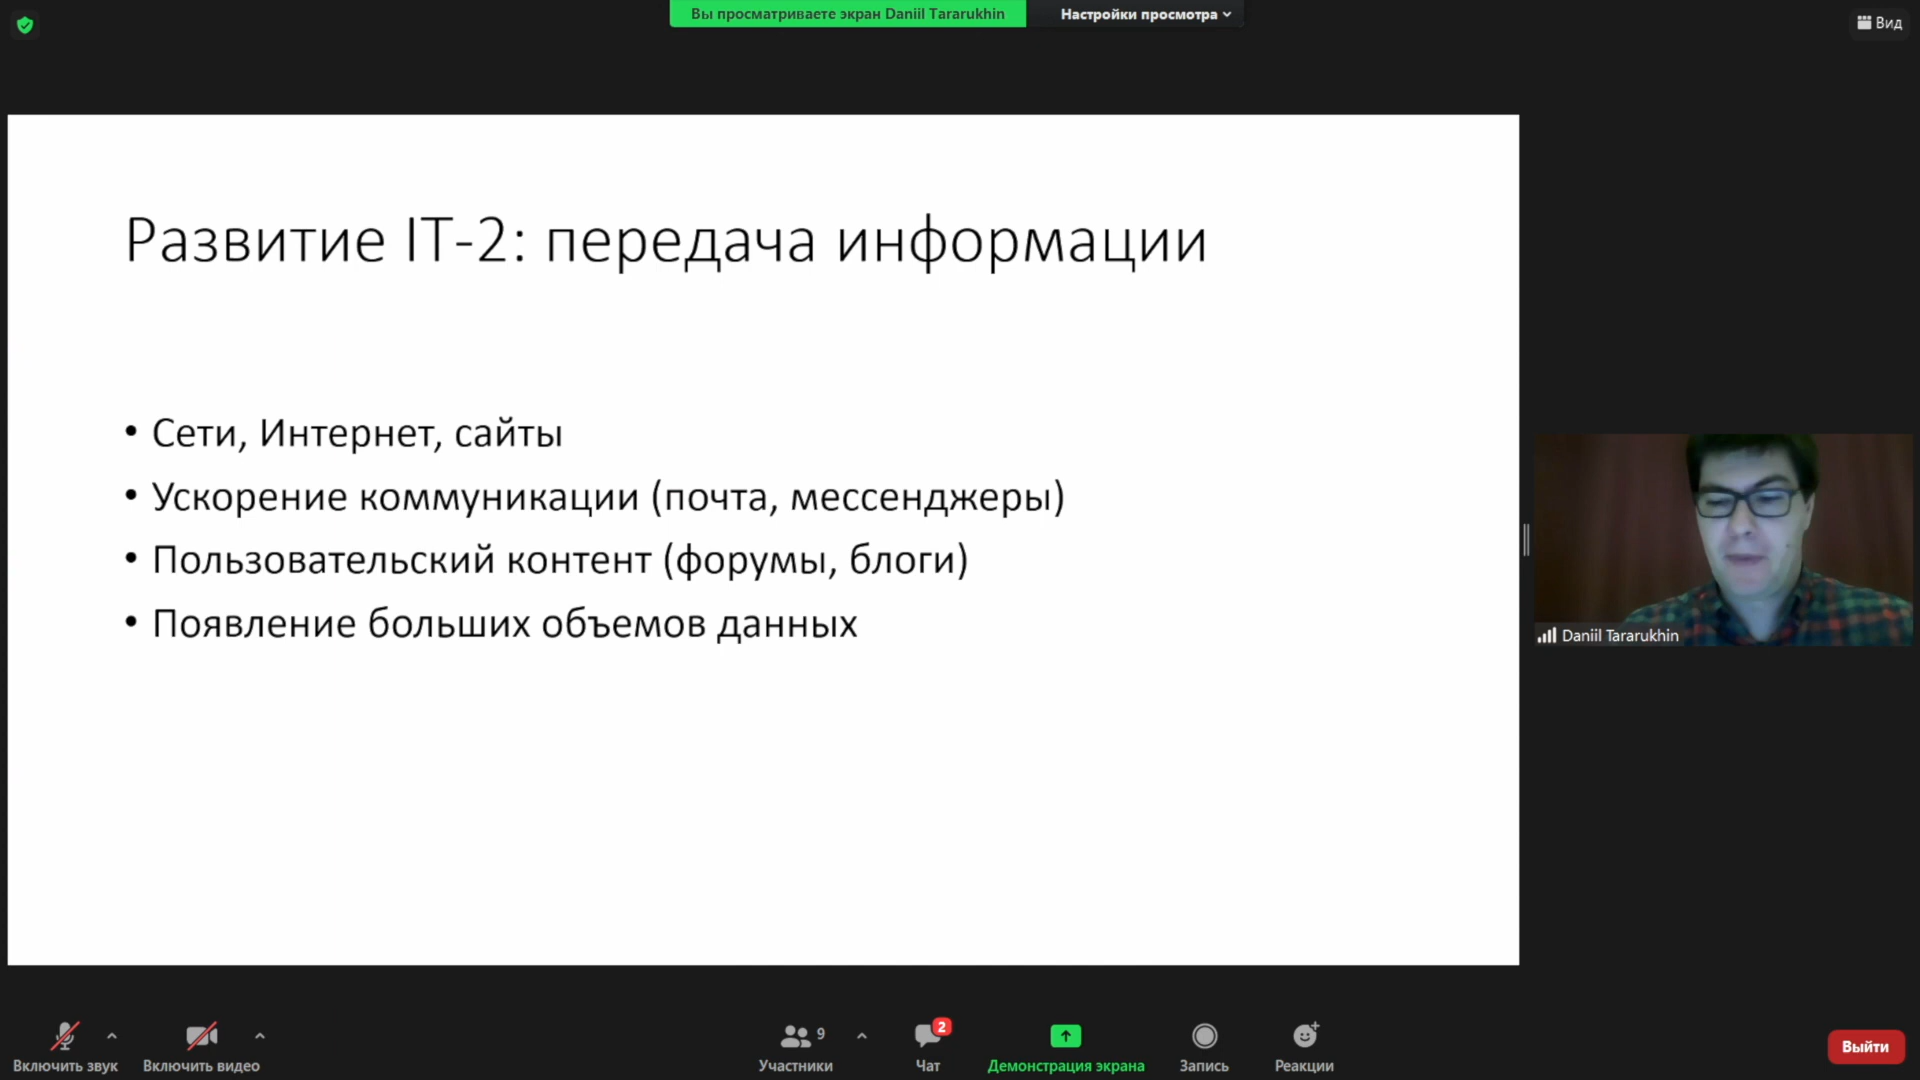 Вы просматриваете экран Daniil Tararukhin
Настройки просмотра
Вид
Развитие IT-2: передача информации
• Сети, Интернет, сайты
• Ускорение коммуникации (почта, мессенджеры)
• Пользовательский контент (форумы, блоги)
• Появление больших объемов данных
Daniil Tararukhin
Включить звук
Включить видео
9
Участники
2
Чат
Демонстрация экрана
Запись
Реакции
Выйти